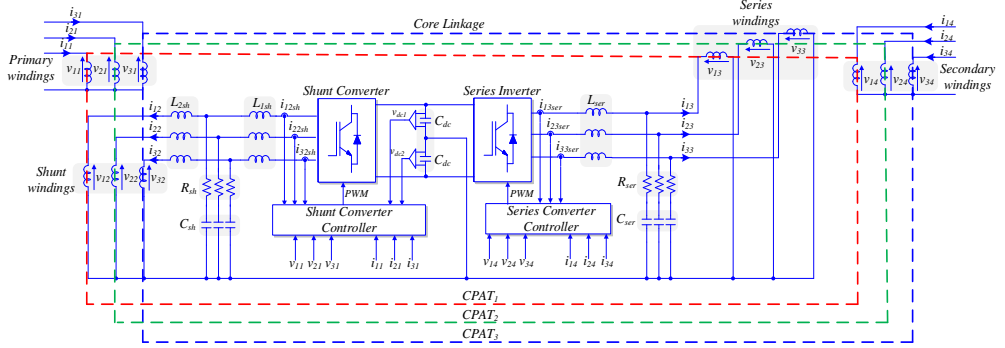 i31
i21
i11
Primary windings
v11 v21 v31
Core Linkage
Series windings
v13
v23
v33
i14
i24
i34
v14 v24 v34
Secondary windings
i12
i22
i32
L2sh
L1sh
i12sh
i22sh
i32sh
Shunt Converter
vdc1
vdc2
Cdc
Cdc
Series Inverter
i13ser
i23ser
i33ser
Lser
i13
i23
i33
Shunt windings
v12 v22 v32
Rsh
Csh
PWM
PWM
Shunt Converter Controller
Series Converter Controller
Rser
Cser
v11 v21 v31 i11 i21 i31
v14 v24 v34 i14 i24 i34
CPAT1
CPAT2
CPAT3